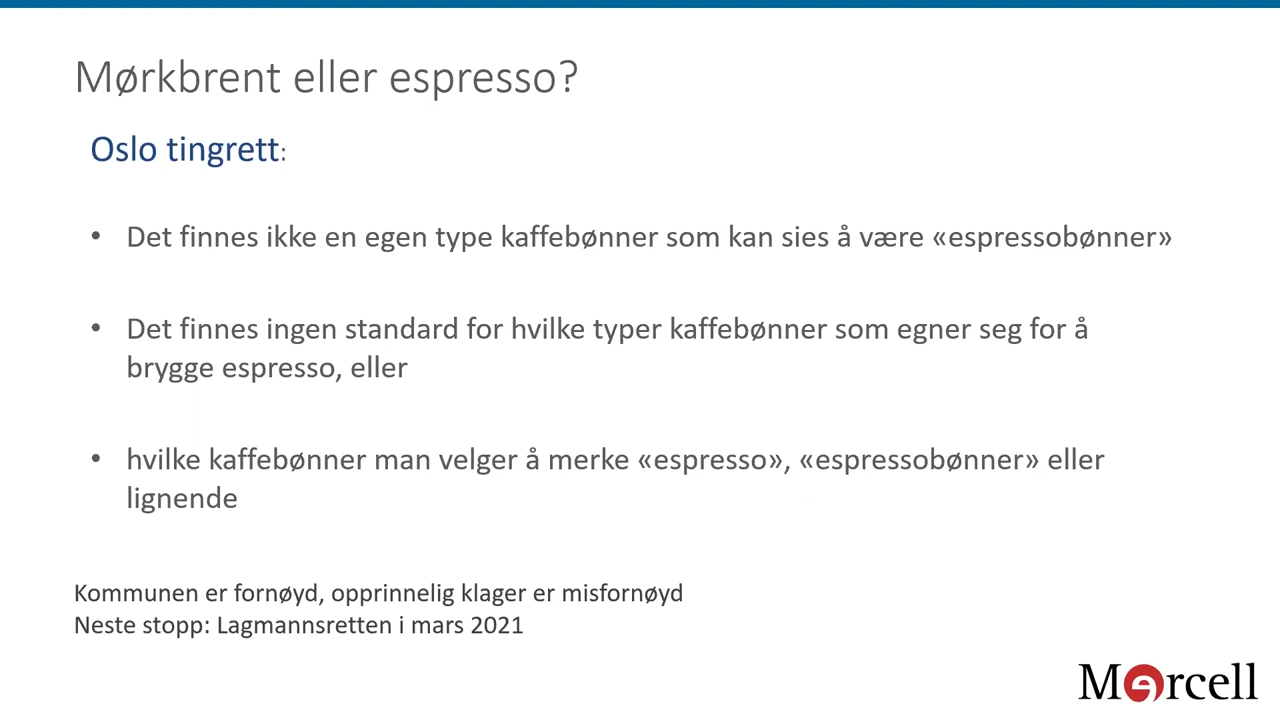 Mørkbrent eller espresso?
Oslo tingrett:
• Det finnes ikke en egen type kaffebønner som kan sies å være «espressobønner»
• Det finnes ingen standard for hvilke typer kaffebønner som egner seg for å
brygge espresso, eller
• hvilke kaffebønner man velger å merke «espresso», «espressobønner» eller
lignende
Kommunen er fornøyd, opprinnelig klager er misfornøyd
Neste stopp: Lagmannsretten i mars 2021
Mercell